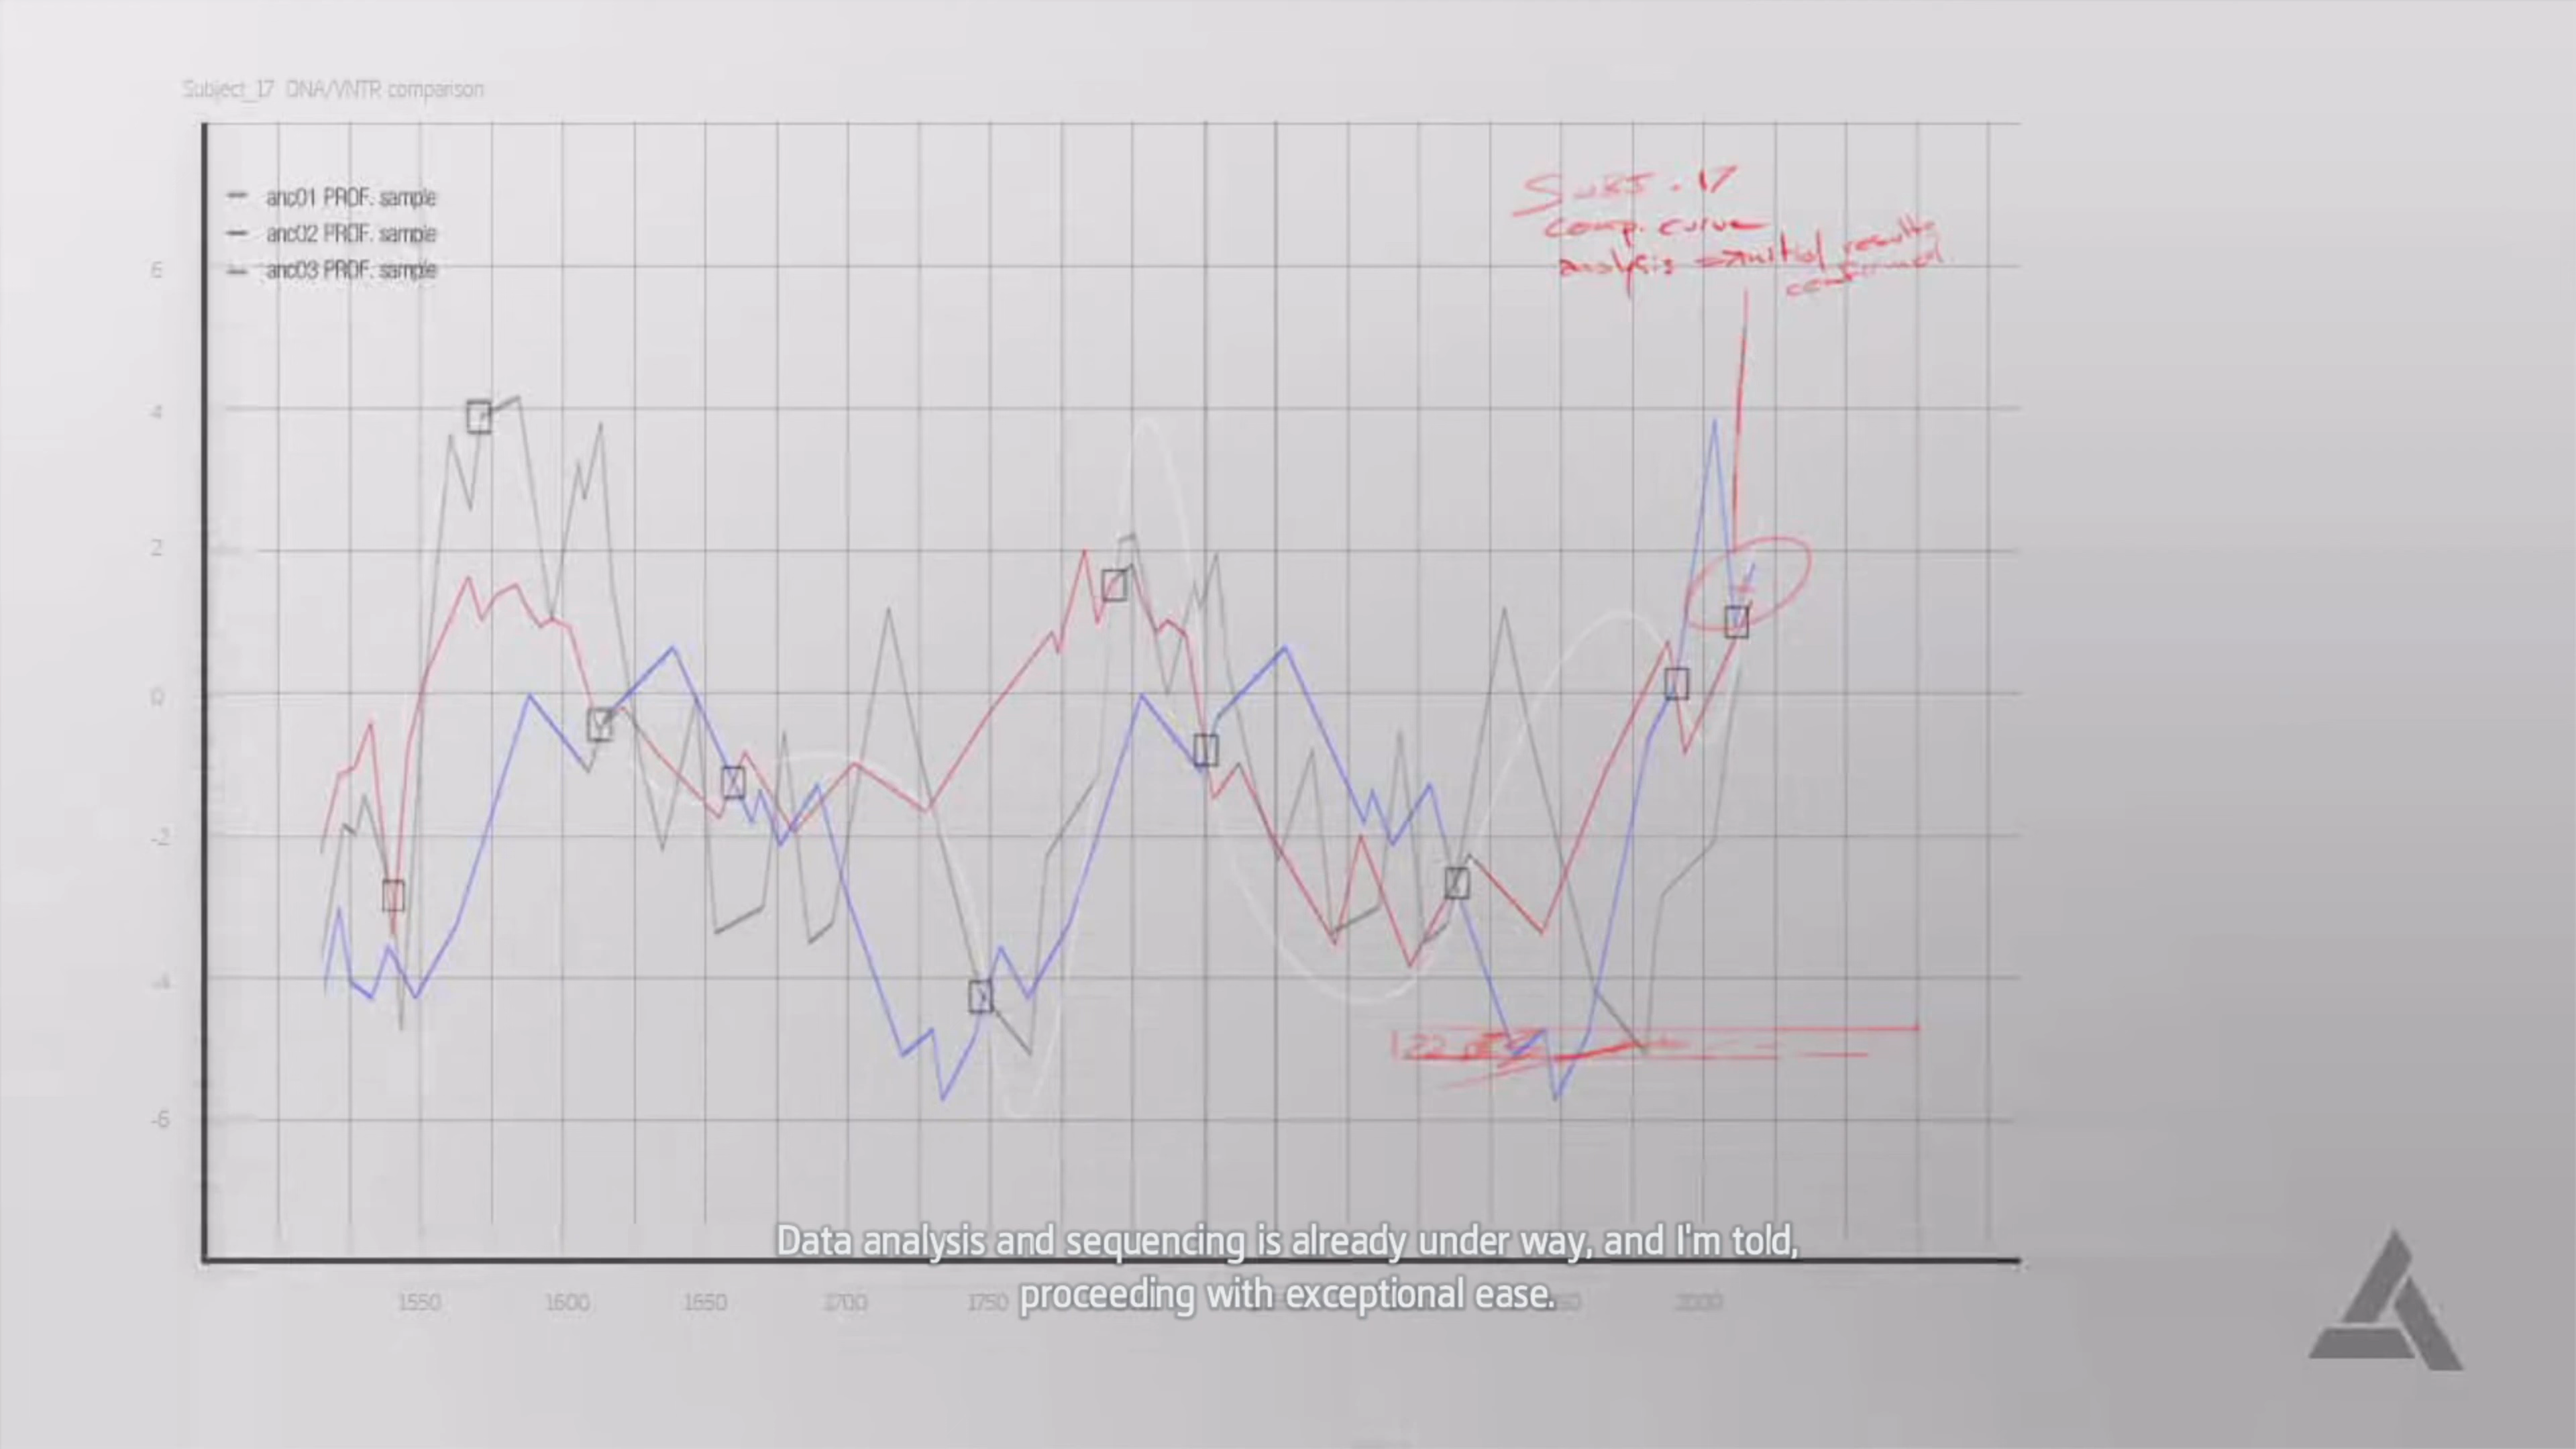 Subject_17 DNA/VNTR comparison
anc01 PROF. sample
anc02 PROF. sample
anc03 PROF. sample
SUBJ. 17
comp. curve
analysis => initial results
confirmed
6
4
2
0
-2
-4
-6
Data analysis and sequencing is already under way, and I'm told,
proceeding with exceptional ease.
1550 1600 1650 1700 1750 2000